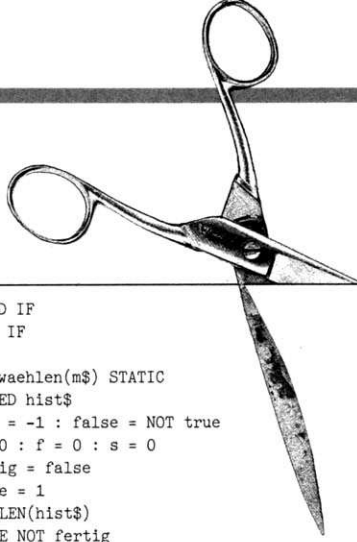 D IF
IF
waehlen(m$) STATIC
ED hist$
= -1 : false = NOT true
0 : f = 0 : s = 0
ig = false
e = 1
LEN(hist$)
E NOT fertig